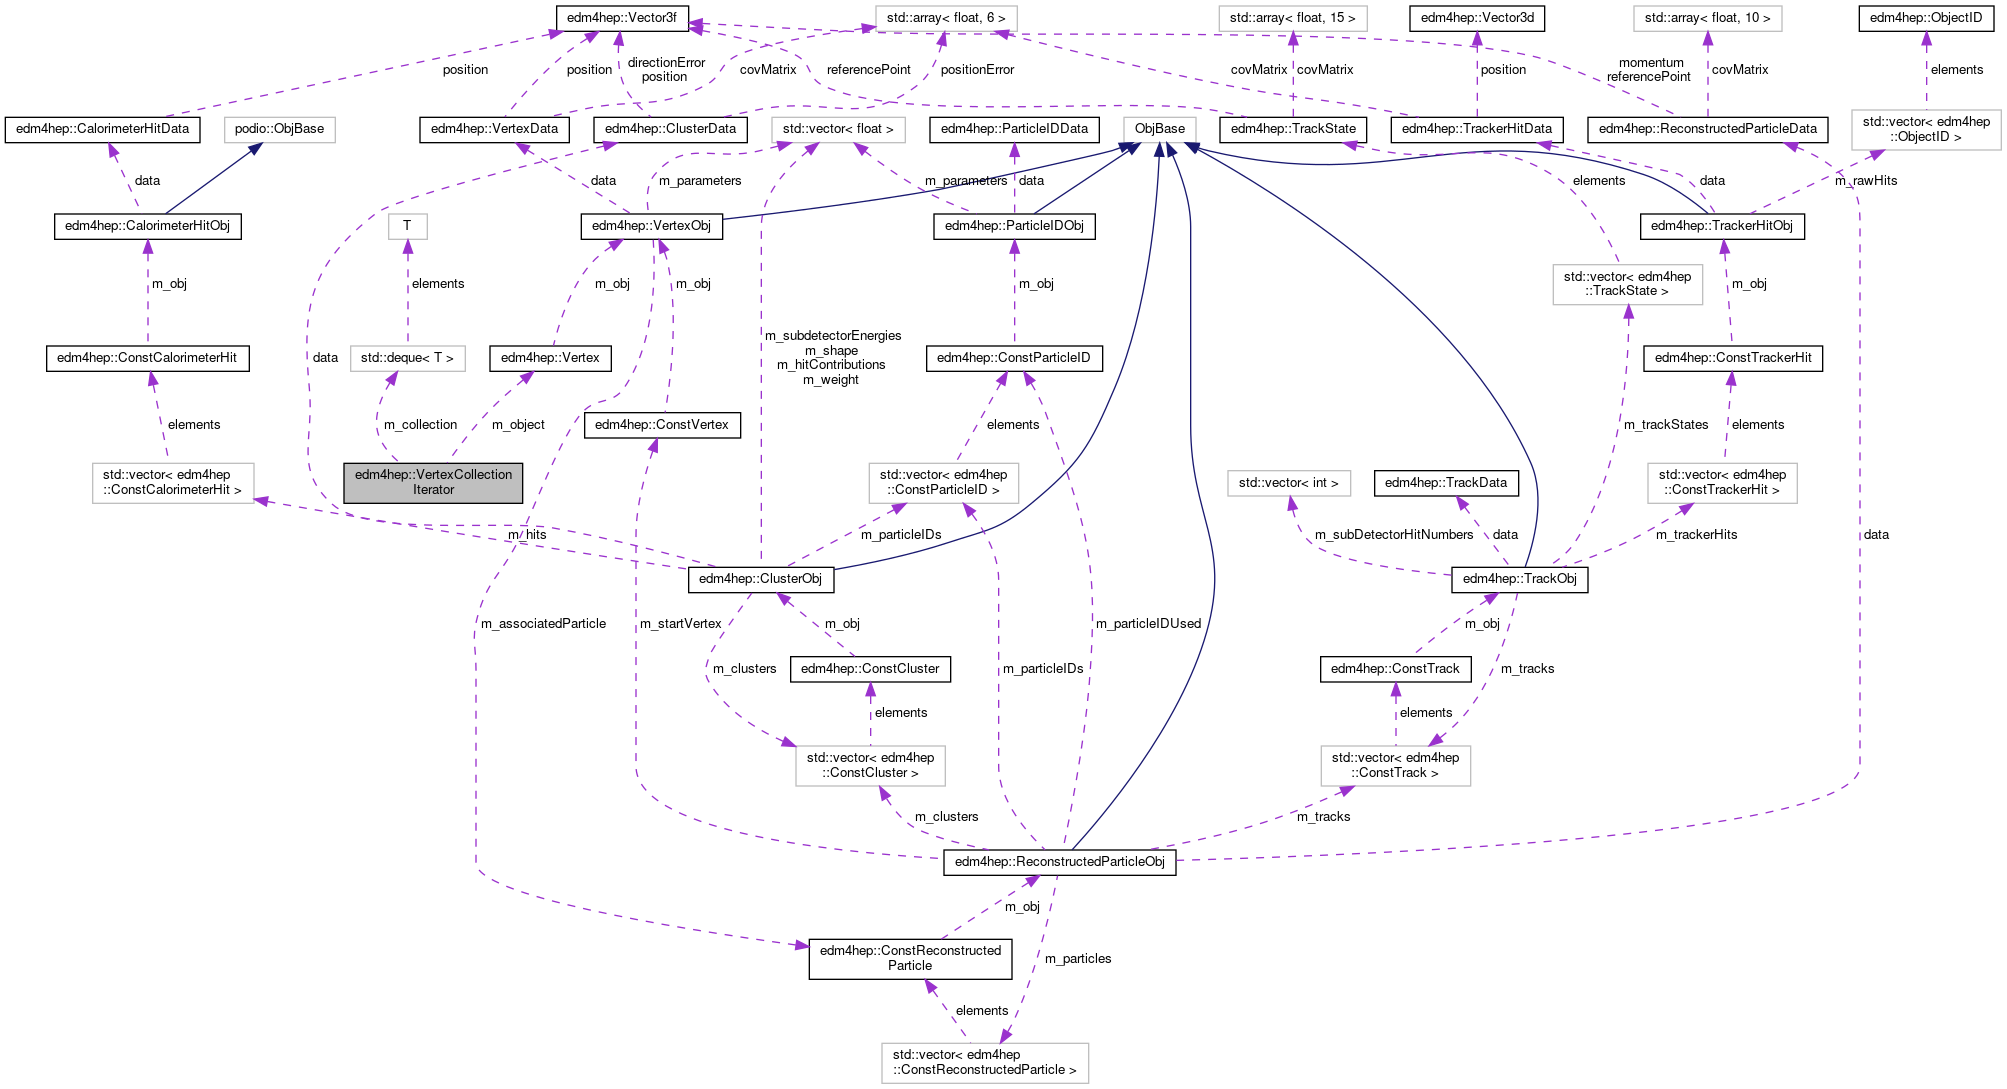 edm4hep::Vector3f
std::array< float, 6 >
std::array< float, 15 >
edm4hep::Vector3d
std::array< float, 10 >
edm4hep::ObjectID
position
position
directionError
position
covMatrix
referencePoint
positionError
covMatrix
covMatrix
position
momentum
referencePoint
covMatrix
elements
edm4hep::CalorimeterHitData
podio::ObjBase
edm4hep::VertexData
edm4hep::ClusterData
std::vector< float >
edm4hep::ParticleIDData
ObjBase
edm4hep::TrackState
edm4hep::TrackerHitData
edm4hep::ReconstructedParticleData
std::vector< edm4hep
::ObjectID >
data
data
m_parameters
m_parameters
data
elements
data
m_rawHits
edm4hep::CalorimeterHitObj
T
edm4hep::VertexObj
edm4hep::ParticleIDObj
edm4hep::TrackerHitObj
m_obj
elements
m_obj
m_obj
m_obj
std::vector< edm4hep
::TrackState >
m_obj
edm4hep::ConstCalorimeterHit
data
std::deque< T >
edm4hep::Vertex
m_subdetectorEnergies
m_shape
m_hitContributions
m_weight
edm4hep::ConstParticleID
edm4hep::ConstTrackerHit
elements
m_collection
m_object
edm4hep::ConstVertex
elements
m_trackStates
elements
std::vector< edm4hep
::ConstCalorimeterHit >
edm4hep::VertexCollection
Iterator
std::vector< edm4hep
::ConstParticleID >
std::vector< int >
edm4hep::TrackData
std::vector< edm4hep
::ConstTrackerHit >
m_hits
m_particleIDs
m_subDetectorHitNumbers
data
m_trackerHits
data
edm4hep::ClusterObj
edm4hep::TrackObj
m_associatedParticle
m_startVertex
m_obj
m_particleIDUsed
m_obj
m_clusters
edm4hep::ConstCluster
m_particleIDs
edm4hep::ConstTrack
m_tracks
elements
elements
std::vector< edm4hep
::ConstCluster >
std::vector< edm4hep
::ConstTrack >
m_clusters
m_tracks
edm4hep::ReconstructedParticleObj
m_obj
edm4hep::ConstReconstructed
Particle
m_particles
elements
std::vector< edm4hep
::ConstReconstructedParticle >